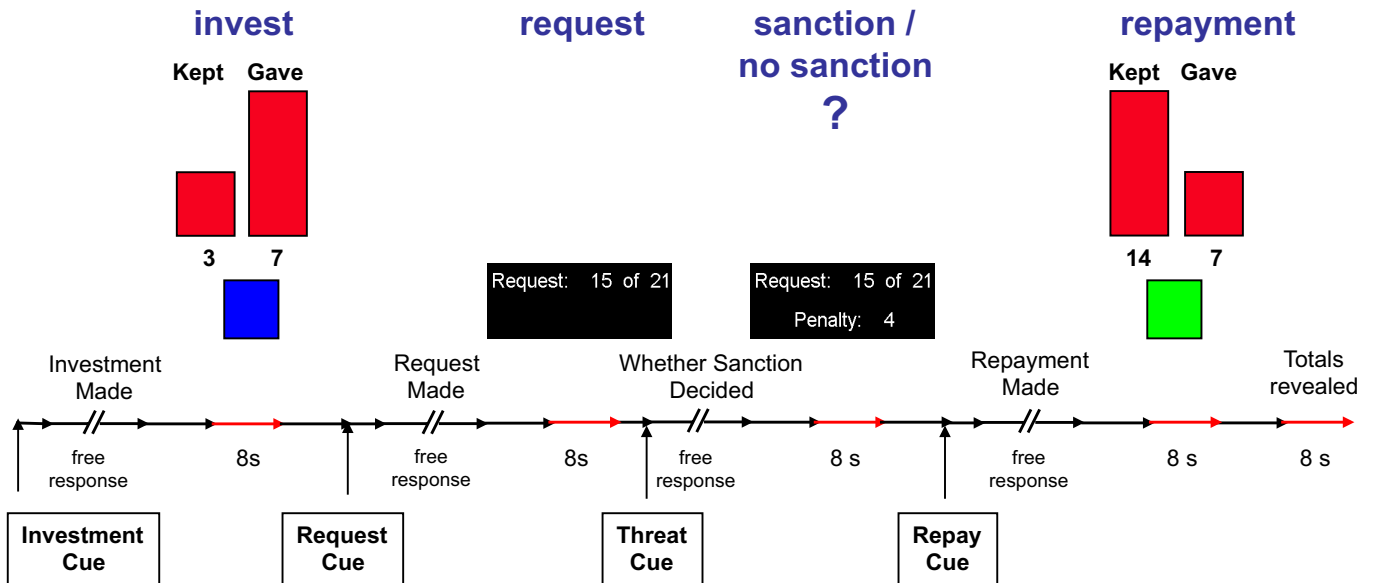 invest
request
sanction /
no sanction
?
repayment
Kept Gave
Kept Gave
3 7
14 7
Request: 15 of 21
Request: 15 of 21
Penalty: 4
Investment
Made
Request
Made
Whether Sanction
Decided
Repayment
Made
Totals
revealed
free
response
8s
free
response
8s
free
response
8 s
free
response
8 s
8 s
Investment
Cue
Request
Cue
Threat
Cue
Repay
Cue